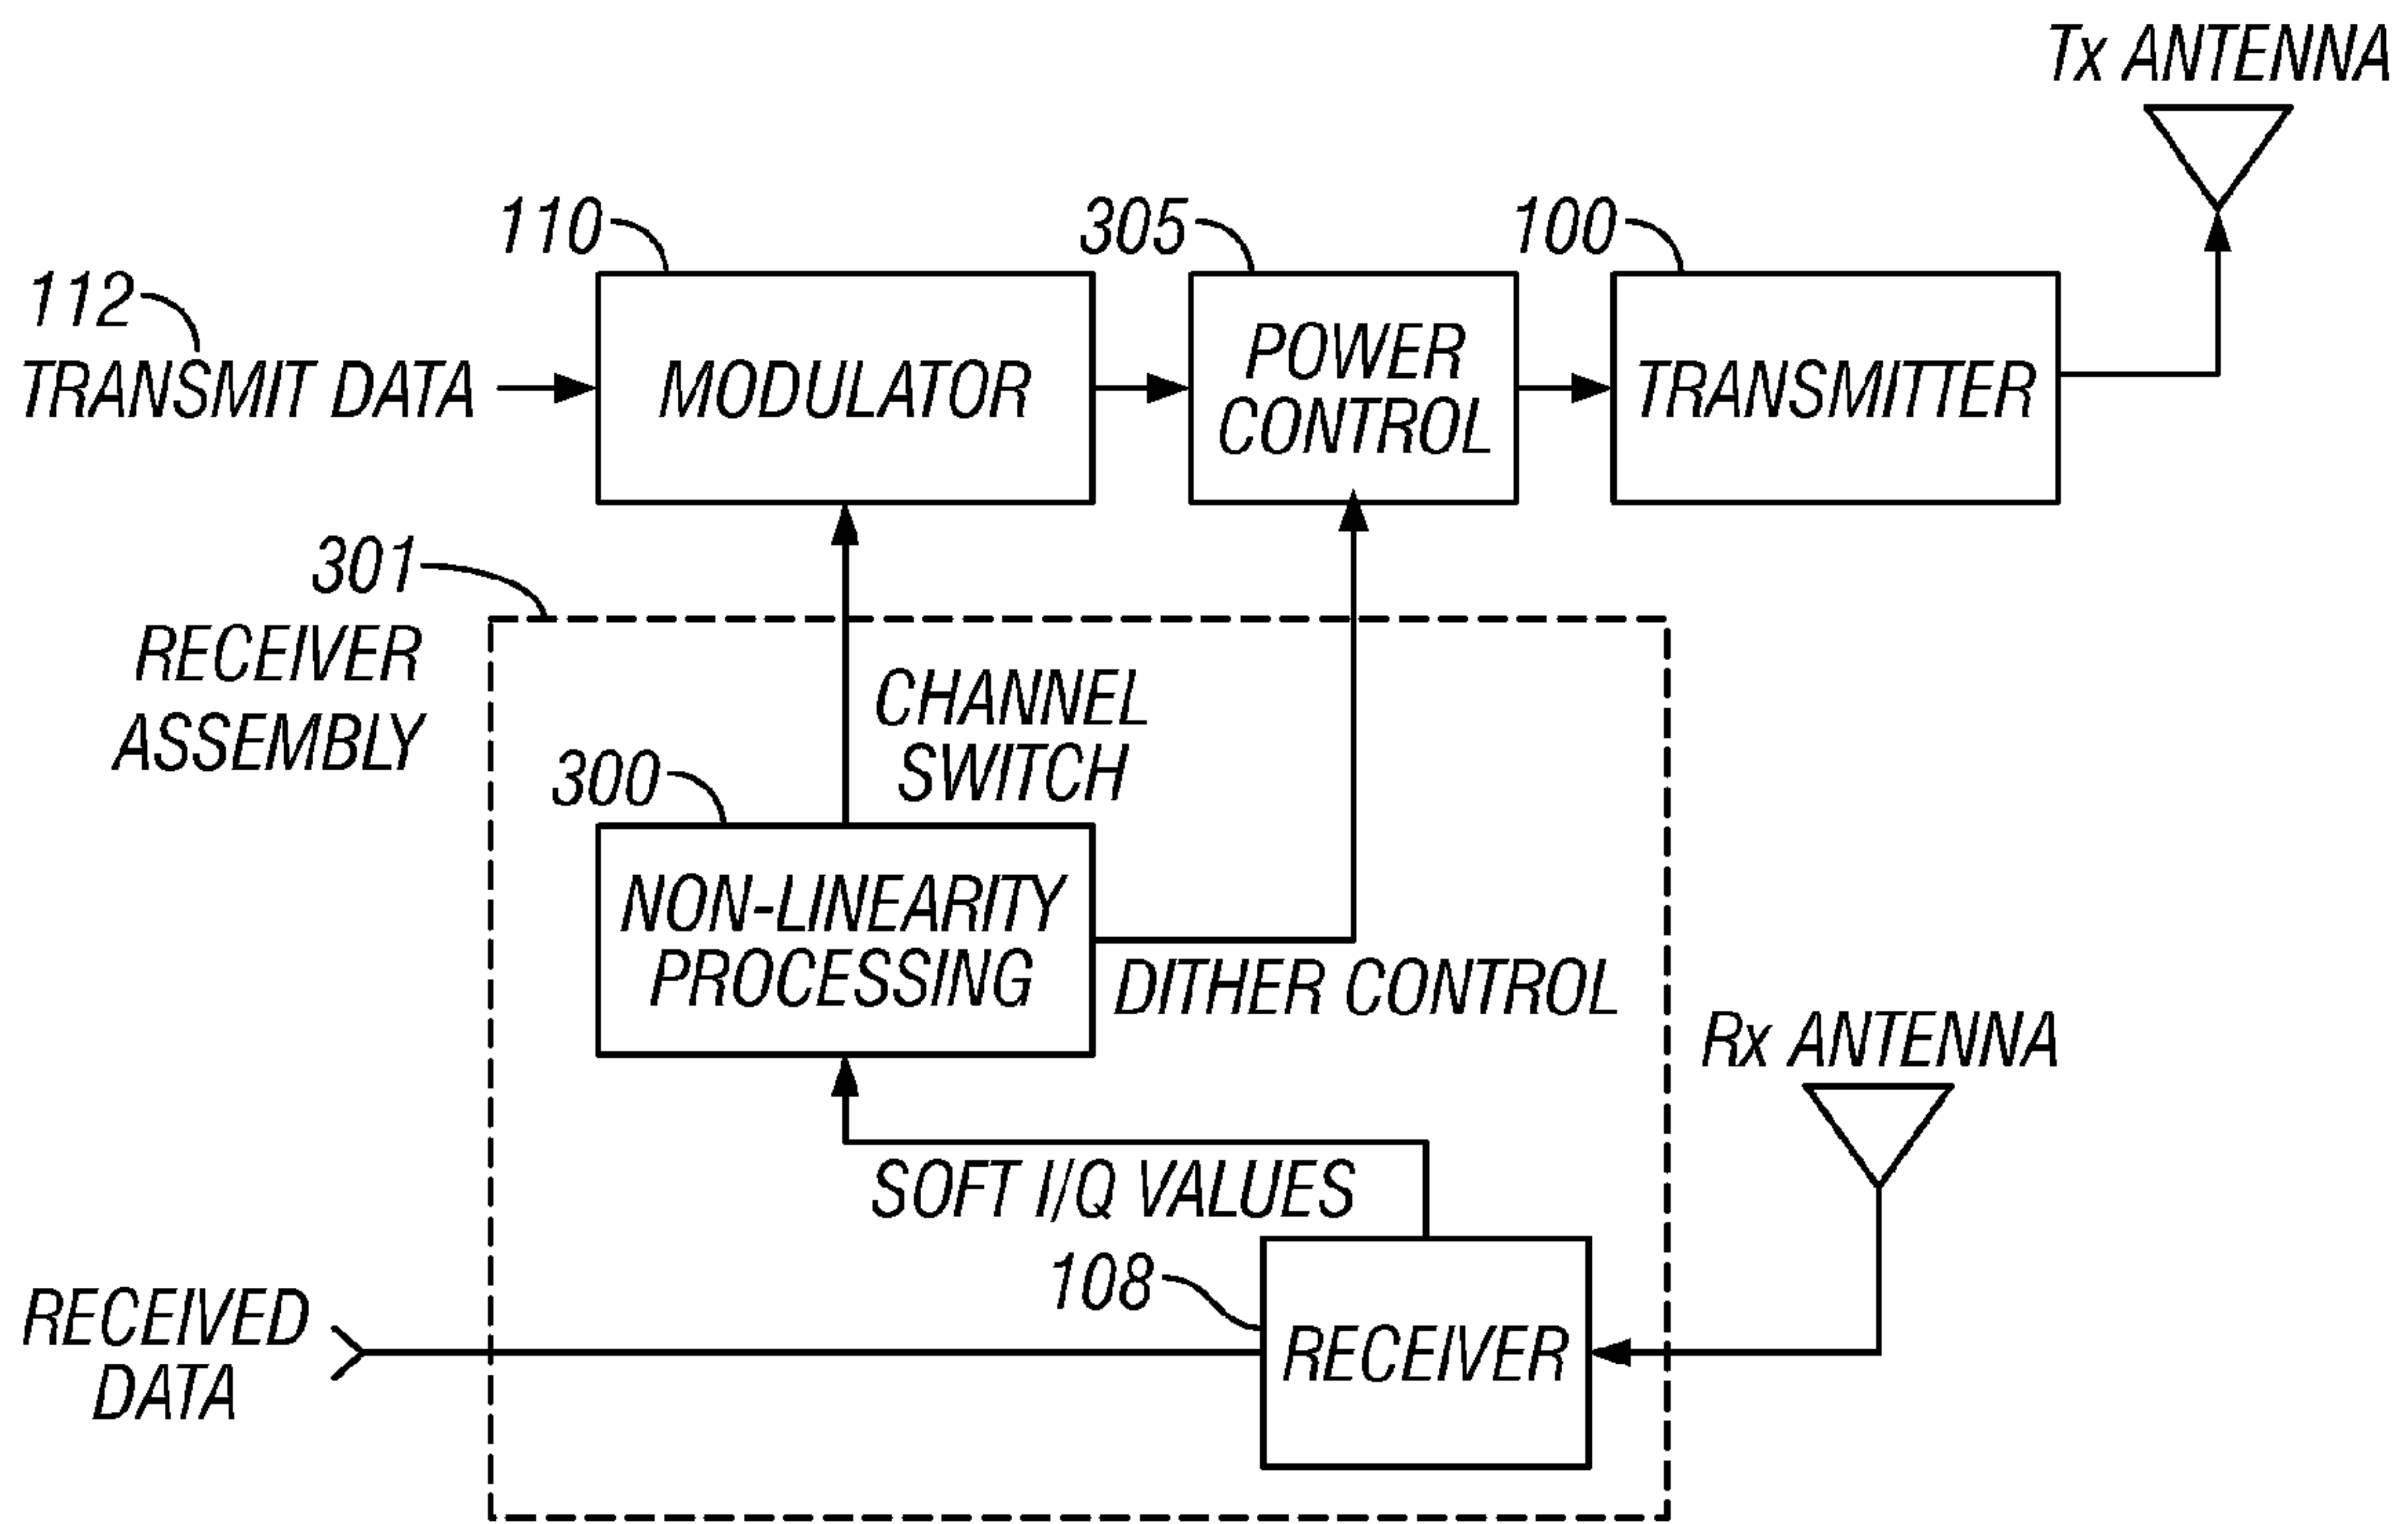 Tx ANTENNA
110
305
100
112
TRANSMIT DATA
MODULATOR
POWER
CONTROL
TRANSMITTER
301
RECEIVER
ASSEMBLY
CHANNEL
SWITCH
300
NON-LINEARITY
PROCESSING
DITHER CONTROL
Rx ANTENNA
SOFT I/Q VALUES
108
RECEIVER
RECEIVED
DATA